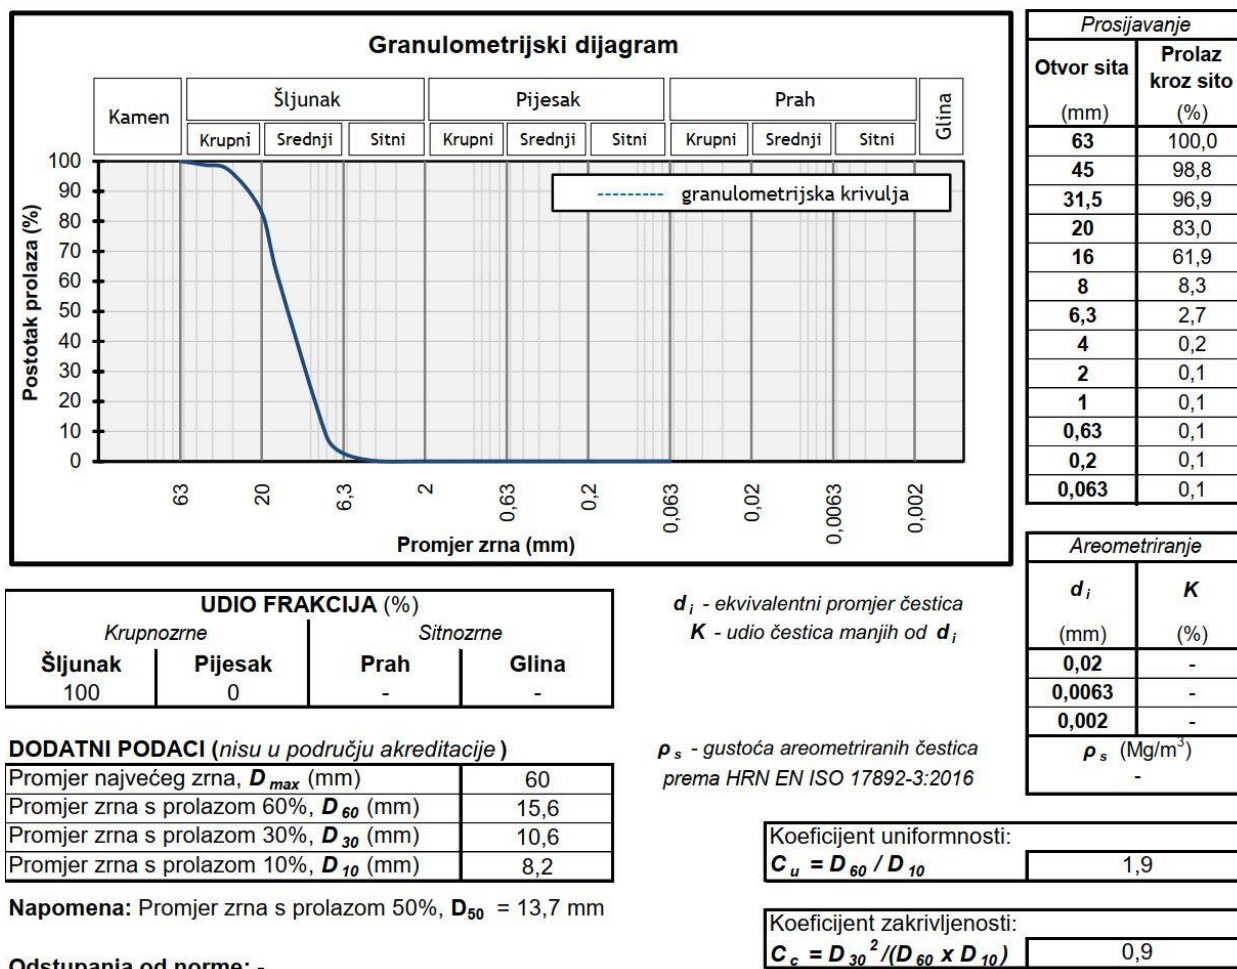 Granulometrijski dijagram
Kamen
Šljunak
Pijesak
Prah
Glina
Krupni
Srednji
Sitni
Krupni
Srednji
Sitni
Krupni
Srednji
Sitni
100
90
80
70
60
50
40
30
20
10
0
Postotak prolaza (%)
granulometrijska krivulja
63
20
6,3
2
0,63
0,2
0,063
0,02
0,0063
0,002
Promjer zrna (mm)
Prosijavanje
Otvor sita Prolaz kroz sito
(mm) (%)
63 100,0
45 98,8
31,5 96,9
20 83,0
16 61,9
8 8,3
6,3 2,7
4 0,2
2 0,1
1 0,1
0,63 0,1
0,2 0,1
0,063 0,1
Areometriranje
d i K
(mm) (%)
0,02 -
0,0063 -
0,002 -
ρ s (Mg/m³)
-
UDIO FRAKCIJA (%)
Krupnozrne Sitnozrne
Šljunak Pijesak Prah Glina
100 0 - -
d i - ekvivalentni promjer čestica
K - udio čestica manjih od d i
DODATNI PODACI (nisu u području akreditacije)
Promjer najvećeg zrna, D max (mm) 60
Promjer zrna s prolazom 60%, D 60 (mm) 15,6
Promjer zrna s prolazom 30%, D 30 (mm) 10,6
Promjer zrna s prolazom 10%, D 10 (mm) 8,2
ρ s - gustoća areometriranih čestica
prema HRN EN ISO 17892-3:2016
Koeficijent uniformnosti:
C u = D 60 / D 10 1,9
Napomena: Promjer zrna s prolazom 50%, D50 = 13,7 mm
Koeficijent zakrivljenosti:
C c = D 30 ²/(D 60 x D 10) 0,9
Odstupanja od norme: -